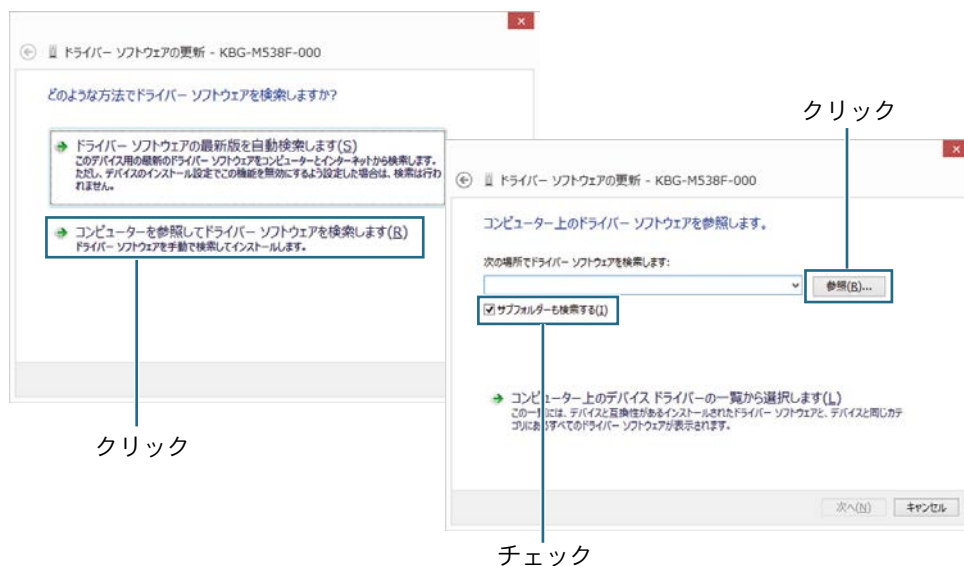 ドライバー ソフトウェアの更新 - KBG-M538F-000
どのような方法でドライバー ソフトウェアを検索しますか?
ドライバー ソフトウェアの最新版を自動検索します(S)
このデバイス用の最新のドライバー ソフトウェアをコンピューターとインターネットから検索します。
ただし、デバイスのインストール設定でこの機能を無効にするよう設定した場合は、検索は行わ
れません。
コンピューターを参照してドライバー ソフトウェアを検索します(R)
ドライバー ソフトウェアを手動で検索してインストールします。
クリック
クリック
ドライバー ソフトウェアの更新 - KBG-M538F-000
コンピューター上のドライバー ソフトウェアを参照します。
次の場所でドライバー ソフトウェアを検索します:
参照(R)...
サブフォルダーも検索する(I)
コンピューター上のデバイス ドライバーの一覧から選択します(L)
この一覧には、デバイスと互換性があるインストールされたドライバー ソフトウェアと、デバイスと同じカテ
ゴリにあるすべてのドライバー ソフトウェアが表示されます。
次へ(N)
キャンセル
チェック